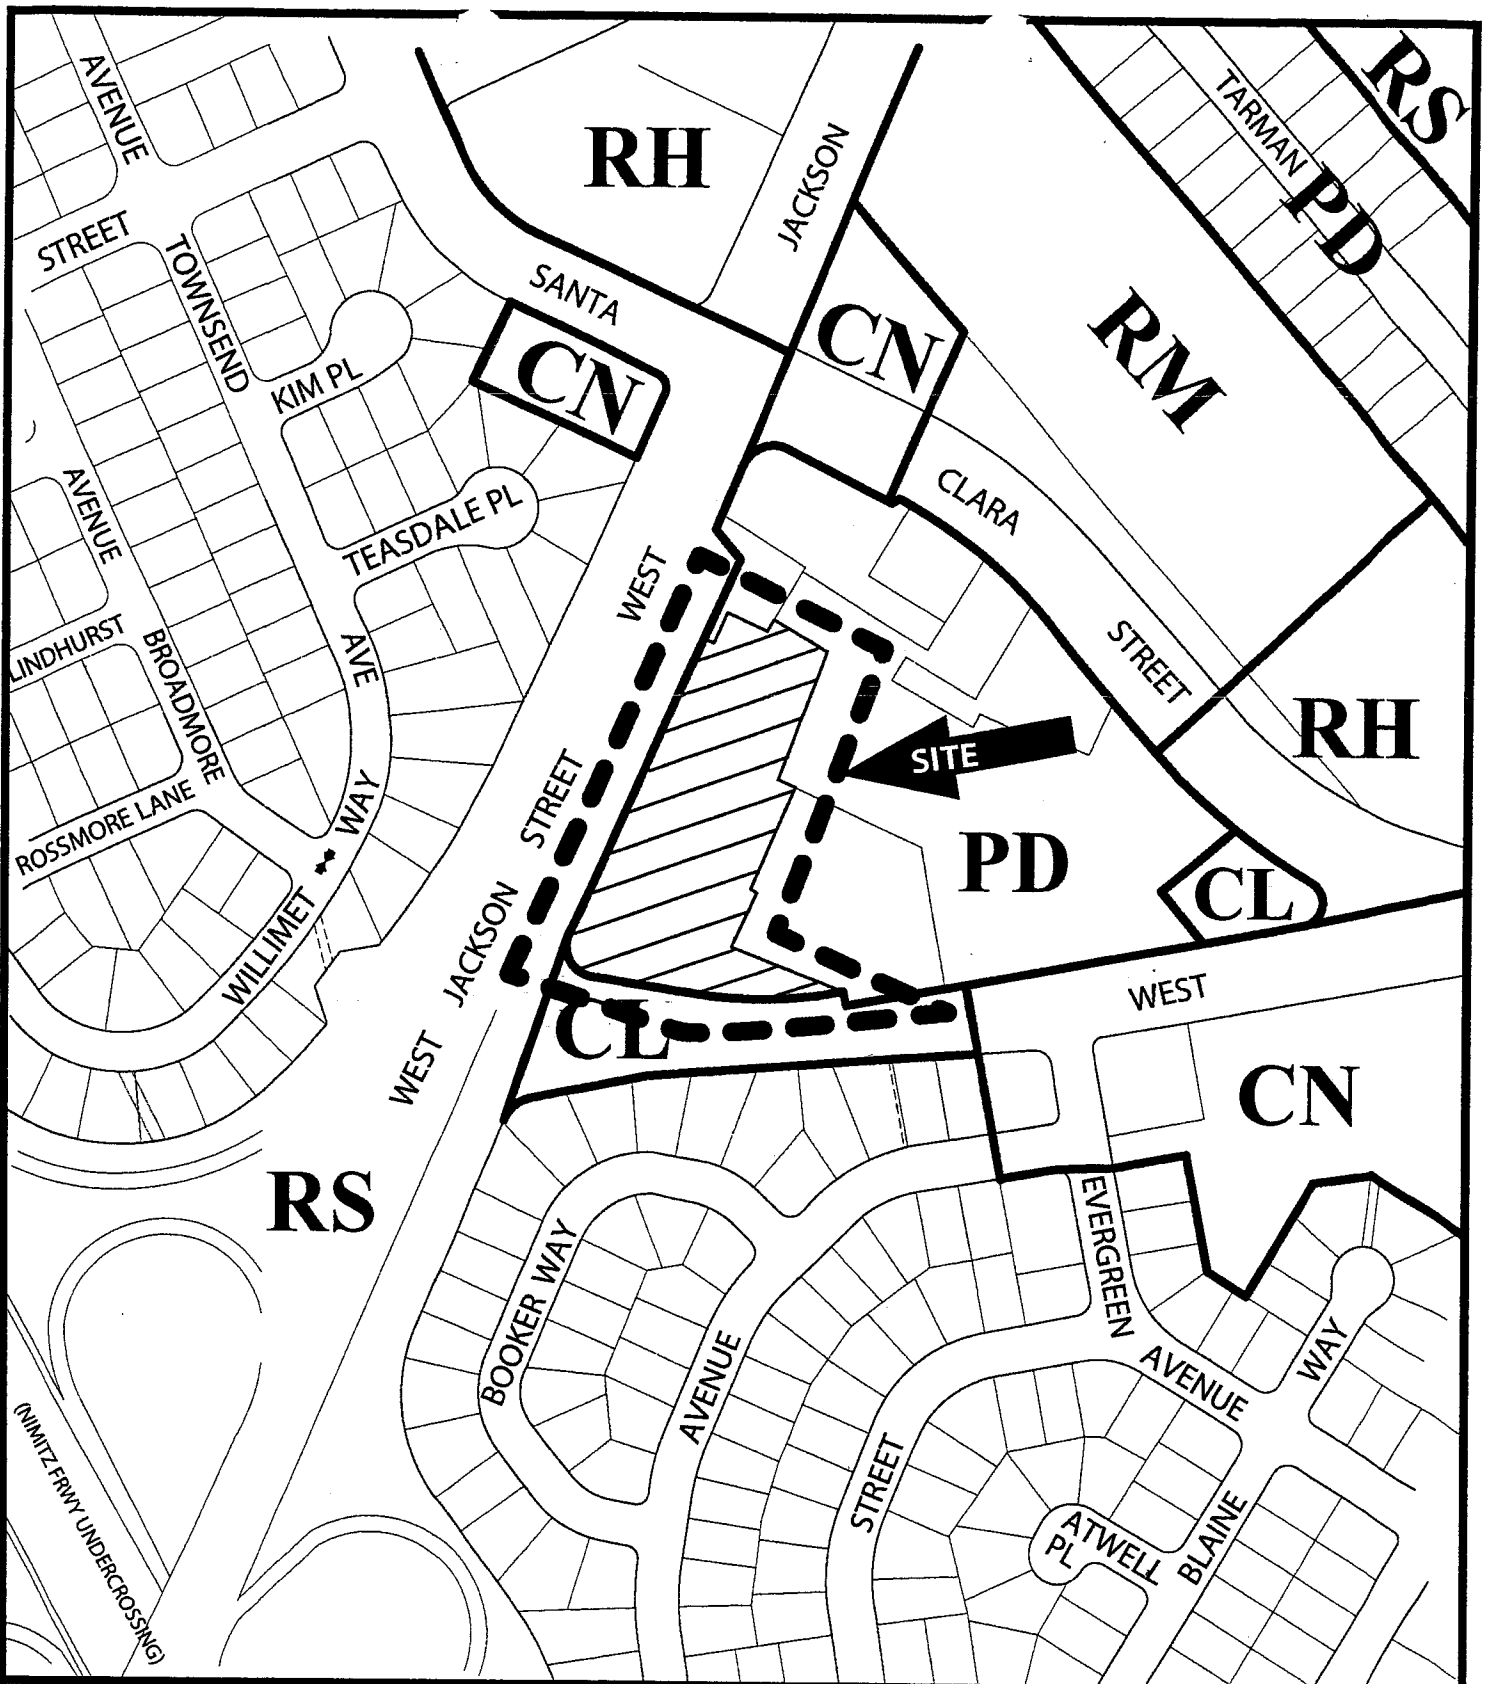 RS
AVENUE
TARMAN
PD
RH
JACKSON
STREET
TOWNSEND
SANTA
CN
CN
RM
KIM PL
AVENUE
CLARA
TEASDALE PL
WEST
LINDHURST
BROADMORE
AVE
STREET
RH
SITE
STREET
WAY
ROSSMORE LANE
PD
CL
WILLIMET
JACKSON
WEST
CL
WEST
CN
RS
EVERGREEN
BOOKER WAY
AVENUE
AVENUE
WAY
STREET
(NIMITZ FRWY UNDERCROSSING)
ATWELL
PL
BLAINE